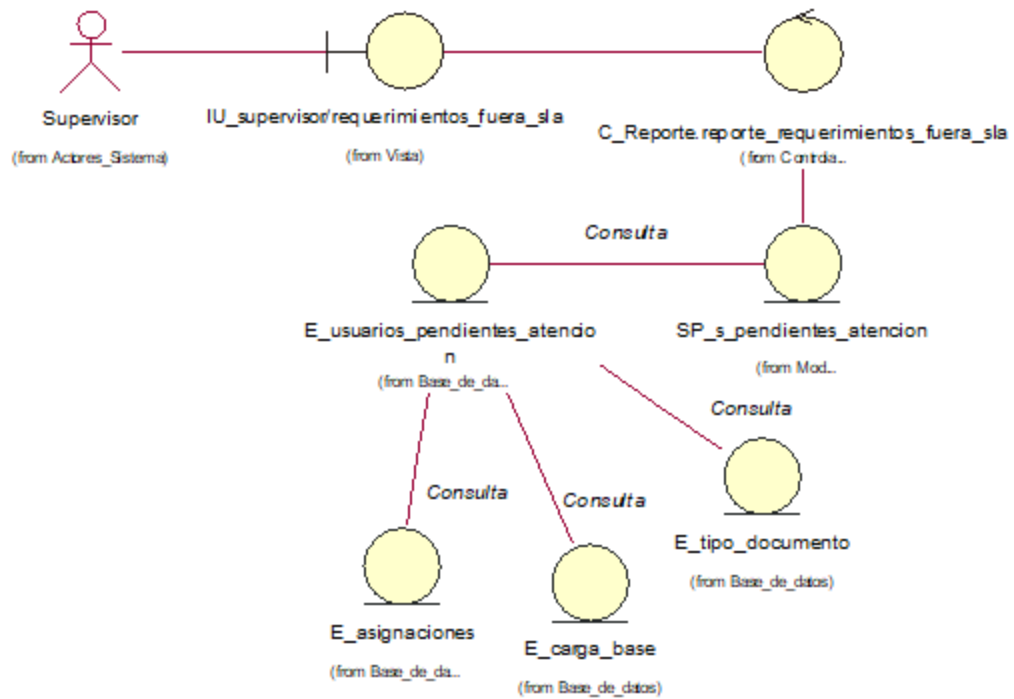 Supervisor
(from Actores_Sistema)
IU_supervisor/requerimientos_fuera_sla
(from Vista)
C_Reporte.reporte_requerimientos_fuera_sla
(from Controla...
Consulta
E_usuarios_pendientes_atencio
n
(from Base_de_da...
SP_s_pendientes_atencion
(from Mod...
Consulta
Consulta
Consulta
E_tipo_documento
(from Base_de_datos)
E_asignaciones
(from Base_de_da...
E_carga_base
(from Base_de_datos)